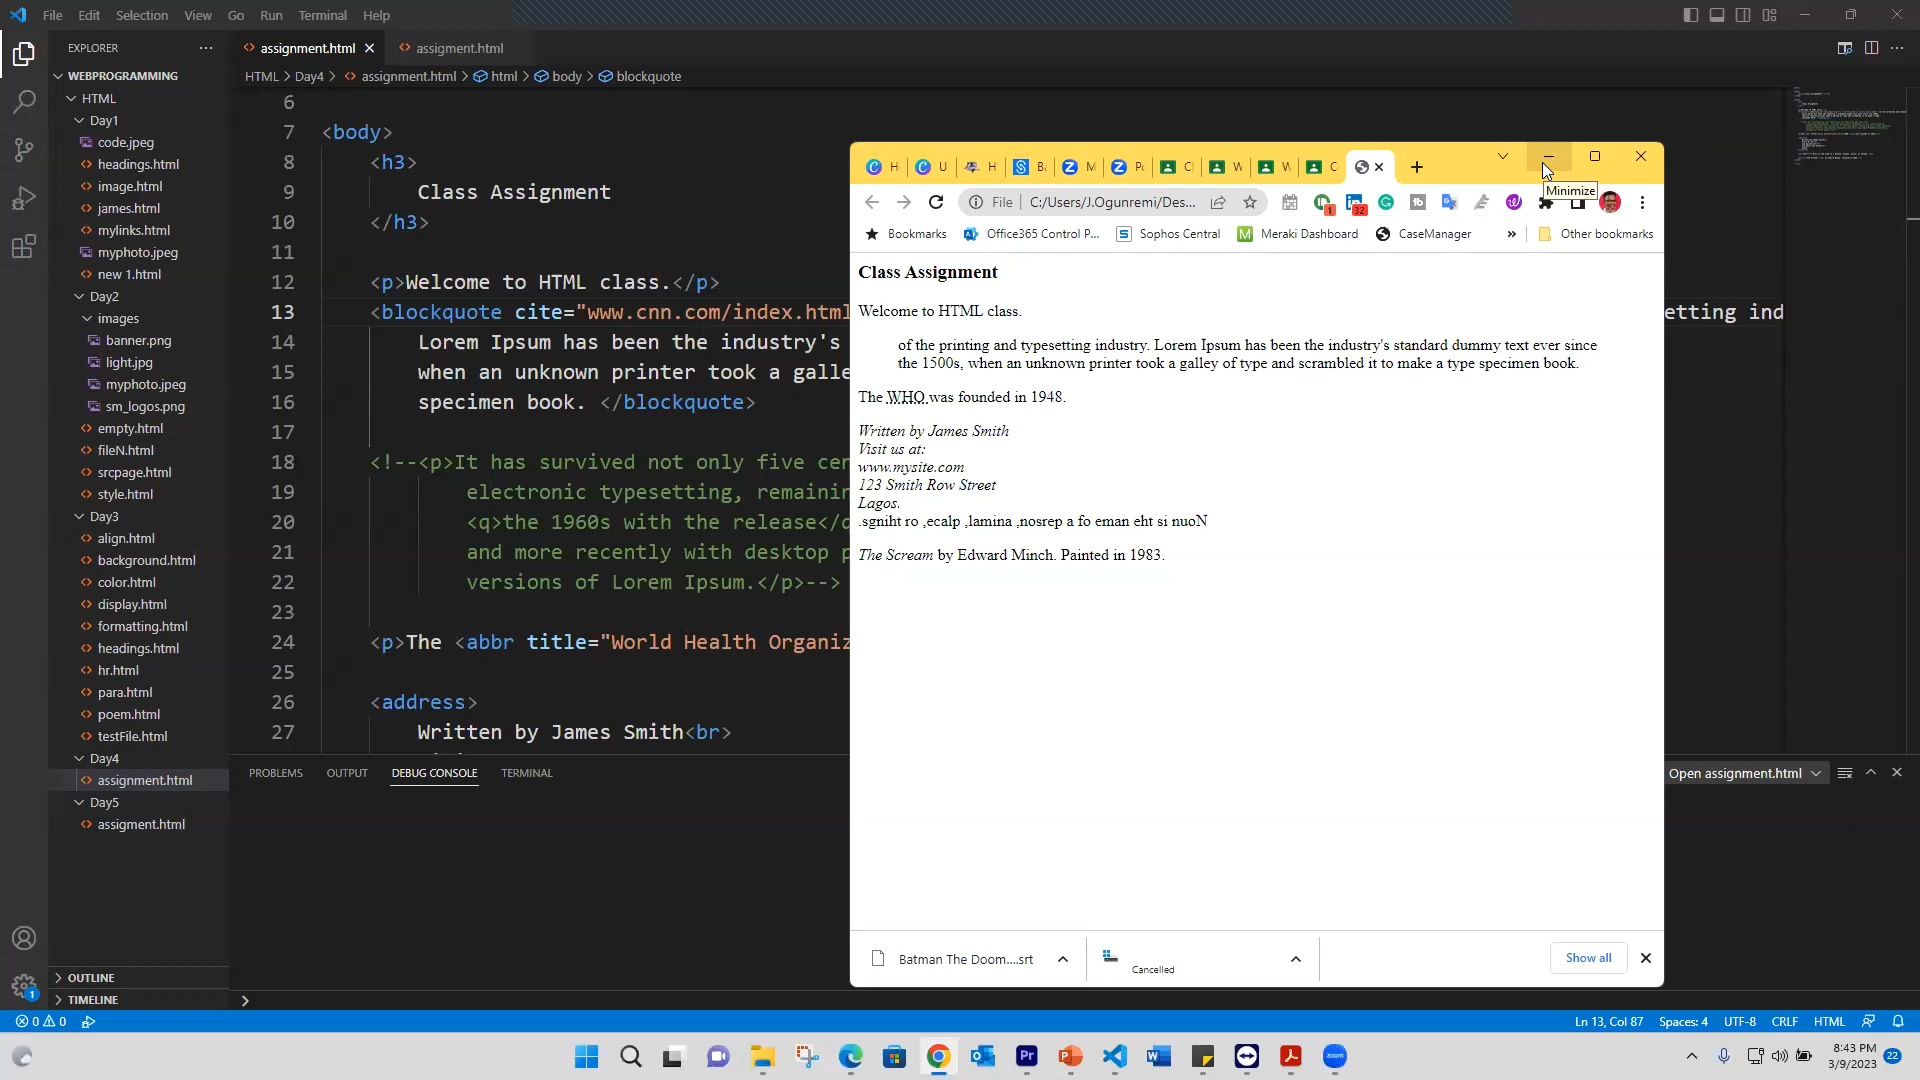 File Edit Selection View Go Run Terminal Help
EXPLORER
WEBPROGRAMMING
HTML
Day1
code.jpeg
headings.html
image.html
james.html
mylinks.html
myphoto.jpeg
new 1.html
Day2
images
banner.png
light.jpg
myphoto.jpeg
sm_logos.png
empty.html
fileN.html
srcpage.html
style.html
Day3
align.html
background.html
color.html
display.html
formatting.html
headings.html
hr.html
para.html
poem.html
testFile.html
Day4
assignment.html
Day5
assigment.html
OUTLINE
TIMELINE
assignment.html assigment.html
HTML > Day4 > assignment.html > html > body > blockquote
6
7 <body>
8 <h3>
9 Class Assignment
10 </h3>
11
12 <p>Welcome to HTML class.</p>
13 <blockquote cite="www.cnn.com/index.html etting ind
14 Lorem Ipsum has been the industry's
15 when an unknown printer took a galle
16 specimen book. </blockquote>
17
18 <!--<p>It has survived not only five cen
19 electronic typesetting, remainin
20 <q>the 1960s with the release</q
21 and more recently with desktop p
22 versions of Lorem Ipsum.</p>-->
23
24 <p>The <abbr title="World Health Organiz
25
26 <address>
27 Written by James Smith<br>
PROBLEMS OUTPUT DEBUG CONSOLE TERMINAL
Open assignment.html
H U H Ba M Po Cl W W C
Minimize
File C:/Users/J.Ogunremi/Des...
1 32
Bookmarks Office365 Control P... Sophos Central Meraki Dashboard CaseManager » Other bookmarks
Class Assignment
Welcome to HTML class.
of the printing and typesetting industry. Lorem Ipsum has been the industry's standard dummy text ever since
the 1500s, when an unknown printer took a galley of type and scrambled it to make a type specimen book.
The WHO was founded in 1948.
Written by James Smith
Visit us at:
www.mysite.com
123 Smith Row Street
Lagos.
.sgniht ro ,ecalp ,lamina ,nosrep a fo eman eht si nuoN
The Scream by Edward Minch. Painted in 1983.
Batman The Doom....srt
Cancelled
Show all
1
0 0
Ln 13, Col 87 Spaces: 4 UTF-8 CRLF HTML
8:43 PM
3/9/2023
22